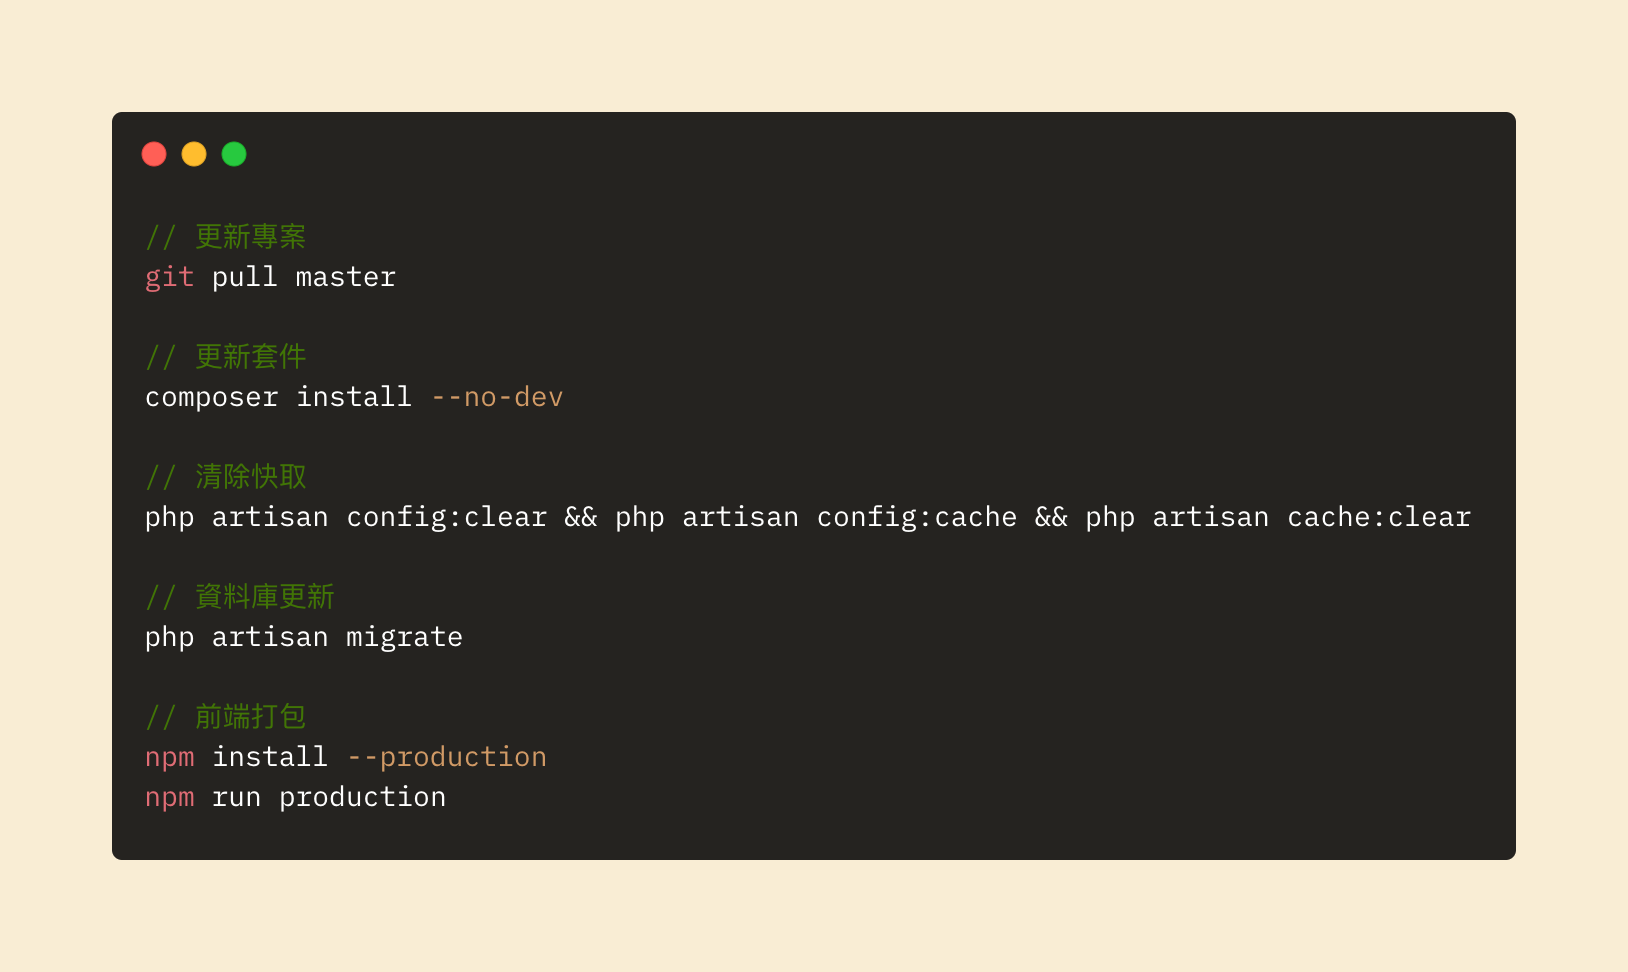 // 更新專案
git pull master
// 更新套件
composer install --no-dev
// 清除快取
php artisan config:clear && php artisan config:cache && php artisan cache:clear
// 資料庫更新
php artisan migrate
// 前端打包
npm install --production
npm run production